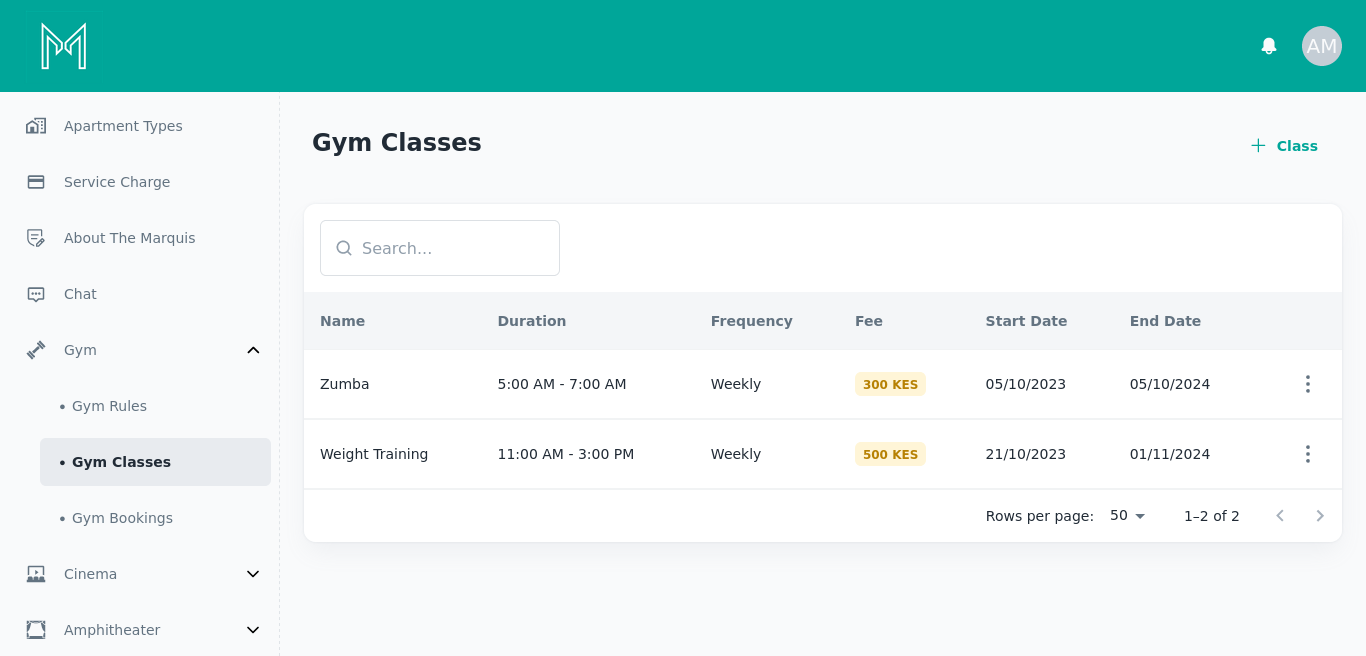 AM
Apartment Types
Service Charge
About The Marquis
Chat
Gym
• Gym Rules
• Gym Classes
• Gym Bookings
Cinema
Amphitheater
Gym Classes
+ Class
Search...
Name Duration Frequency Fee Start Date End Date
Zumba 5:00 AM - 7:00 AM Weekly 300 KES 05/10/2023 05/10/2024
Weight Training 11:00 AM - 3:00 PM Weekly 500 KES 21/10/2023 01/11/2024
Rows per page: 50 1–2 of 2